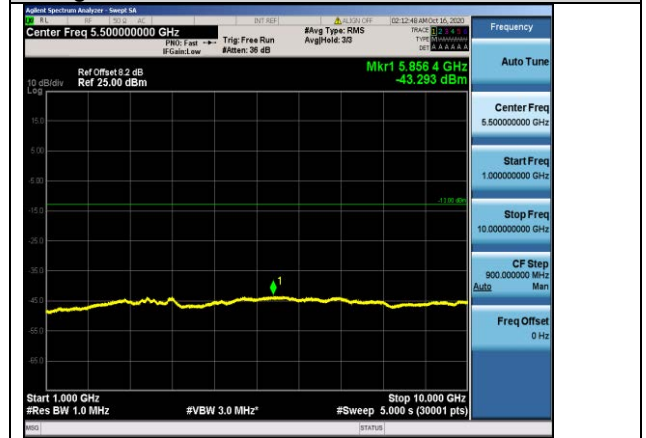 Agilent Spectrum Analyzer - Swept SA
RL RF 50 Ω AC INT REF ALIGN OFF 02:12:48 AM Oct 16, 2020
Center Freq 5.500000000 GHz
PNO: Fast
IFGain:Low
Trig: Free Run
#Atten: 36 dB
#Avg Type: RMS
Avg|Hold: 3/3
TRACE 1 2 3 4 5 6
TYPE
DET A A A A A A
Frequency
Auto Tune
Mkr1 5.856 4 GHz
-43.293 dBm
Ref Offset 8.2 dB
Ref 25.00 dBm
10 dB/div
Log
15.0
5.00
-5.00
-15.0
-25.0
-35.0
-45.0
-55.0
-65.0
-13.00 dBm
1
Center Freq
5.500000000 GHz
Start Freq
1.000000000 GHz
Stop Freq
10.000000000 GHz
CF Step
900.000000 MHz
Auto Man
Freq Offset
0 Hz
Start 1.000 GHz
Stop 10.000 GHz
#Res BW 1.0 MHz
#VBW 3.0 MHz*
#Sweep 5.000 s (30001 pts)
MSG
STATUS